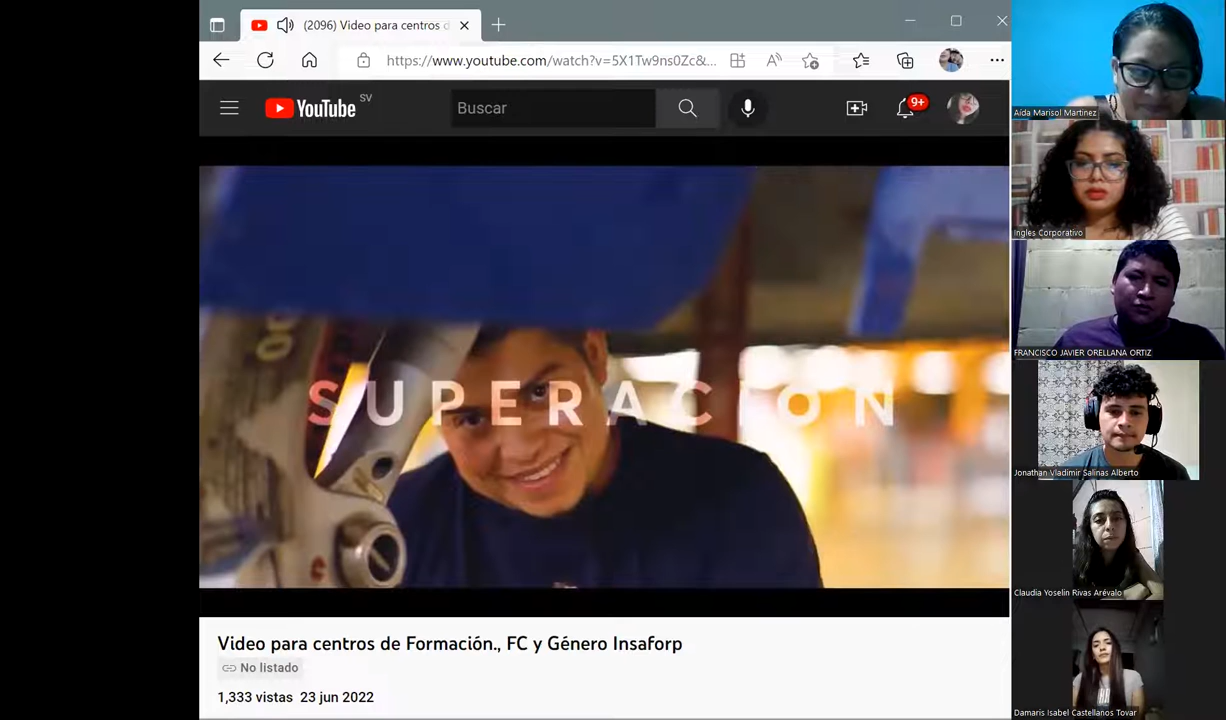 (2096) Video para centros d
https://www.youtube.com/watch?v=5X1Tw9ns0Zc&...
YouTube SV
Buscar
9+
SUPERACION
Video para centros de Formación., FC y Género Insaforp
No listado
1,333 vistas 23 jun 2022
Aída Marisol Martinez
Ingles Corporativo
FRANCISCO JAVIER ORELLANA ORTIZ
Jonathan Vladimir Salinas Alberto
Claudia Yoselin Rivas Arévalo
Damaris Isabel Castellanos Tovar